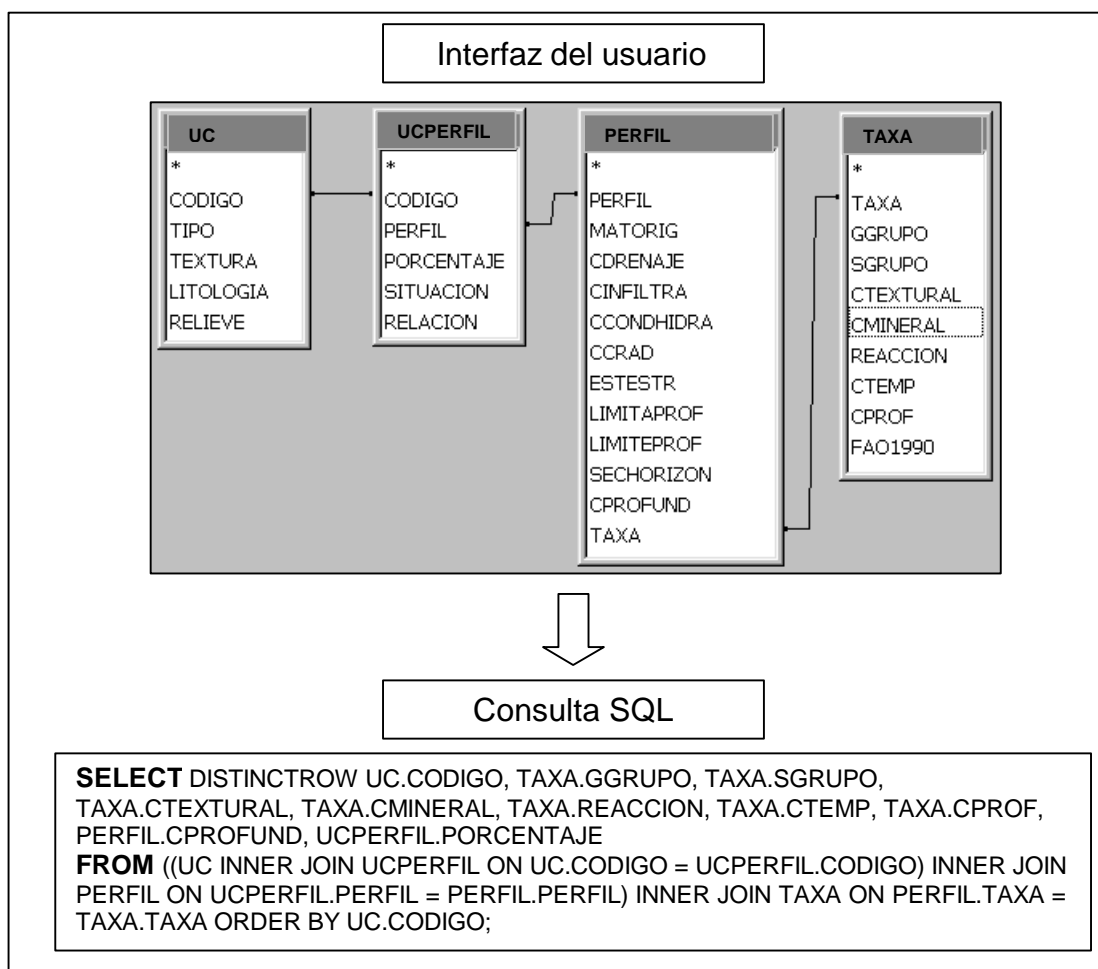 Interfaz del usuario
UC
*
CODIGO
TIPO
TEXTURA
LITOLOGIA
RELIEVE
UCPERFIL
*
CODIGO
PERFIL
PORCENTAJE
SITUACION
RELACION
PERFIL
*
PERFIL
MATORIG
CDRENAJE
CINFILTRA
CCONDHIDRA
CCRAD
ESTESTR
LIMITAPROF
LIMITEPROF
SECHORIZON
CPROFUND
TAXA
TAXA
*
TAXA
GGRUPO
SGRUPO
CTEXTURAL
CMINERAL
REACCION
CTEMP
CPROF
FAO1990
Consulta SQL
SELECT DISTINCTROW UC.CODIGO, TAXA.GGRUPO, TAXA.SGRUPO,
TAXA.CTEXTURAL, TAXA.CMINERAL, TAXA.REACCION, TAXA.CTEMP, TAXA.CPROF,
PERFIL.CPROFUND, UCPERFIL.PORCENTAJE
FROM ((UC INNER JOIN UCPERFIL ON UC.CODIGO = UCPERFIL.CODIGO) INNER JOIN
PERFIL ON UCPERFIL.PERFIL = PERFIL.PERFIL) INNER JOIN TAXA ON PERFIL.TAXA =
TAXA.TAXA ORDER BY UC.CODIGO;